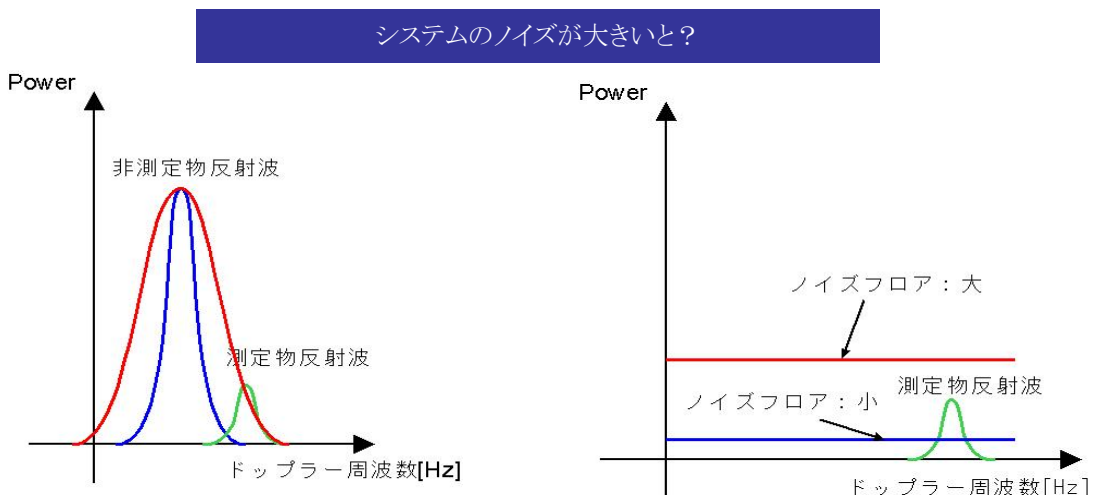 システムのノイズが大きいと?
Power
非測定物反射波
測定物反射波
ドップラー周波数[Hz]
Power
ノイズフロア:大
測定物反射波
ノイズフロア:小
ドップラー周波数[Hz]